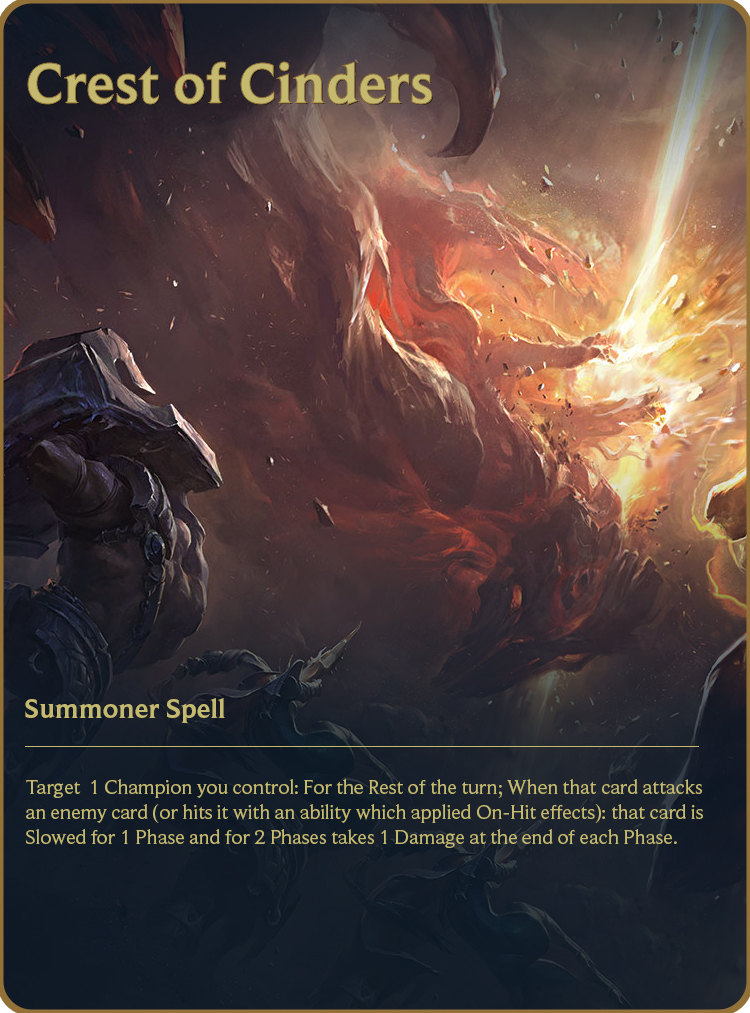 Crest of Cinders
Summoner Spell
Target  1 Champion you control: For the Rest of the turn; When that card attacks
an enemy card (or hits it with an ability which applied On-Hit effects): that card is
Slowed for 1 Phase and for 2 Phases takes 1 Damage at the end of each Phase.